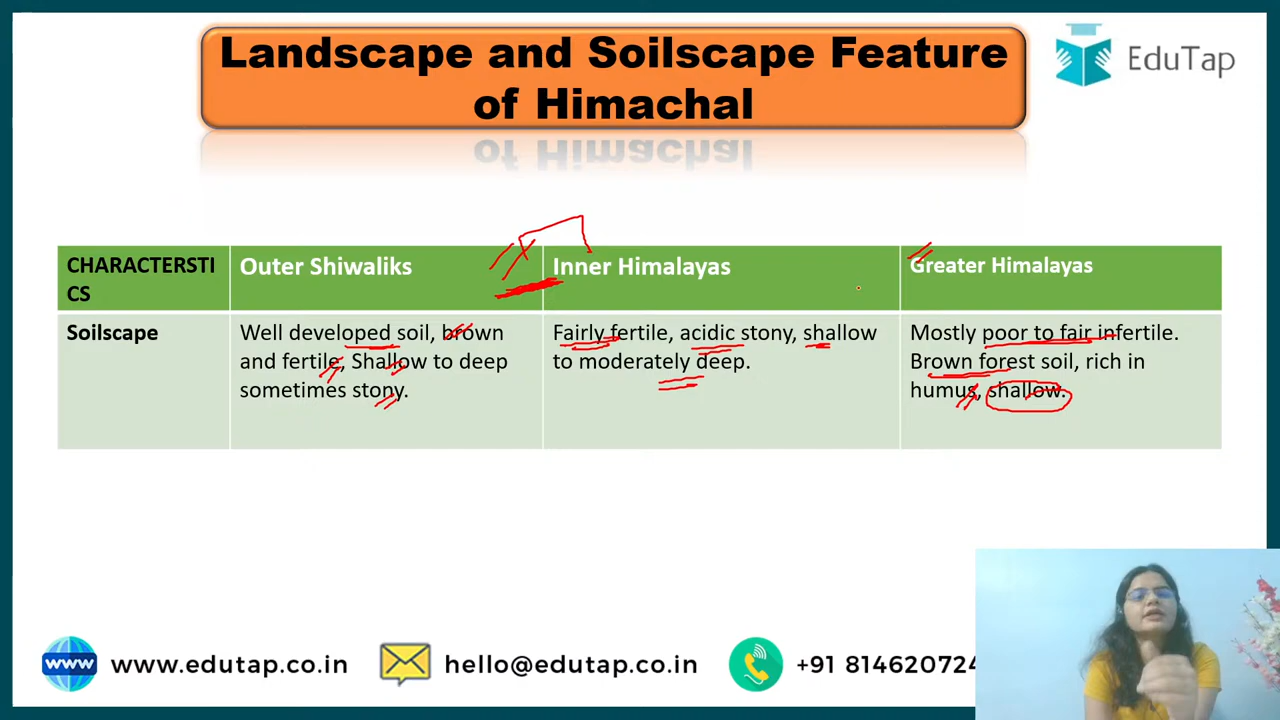 Landscape and Soilscape Feature
of Himachal
EduTap
CHARACTERSTI
CS
Outer Shiwaliks
Inner Himalayas
Greater Himalayas
Soilscape
Well developed soil, brown
and fertile, Shallow to deep
sometimes stony.
Fairly fertile, acidic stony, shallow
to moderately deep.
Mostly poor to fair infertile.
Brown forest soil, rich in
humus, shallow.
www
www.edutap.co.in
hello@edutap.co.in
+91 814620724